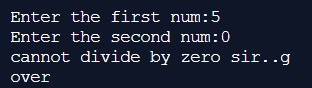 Enter the first num:5
Enter the second num:0
cannot divide by zero sir..g
over